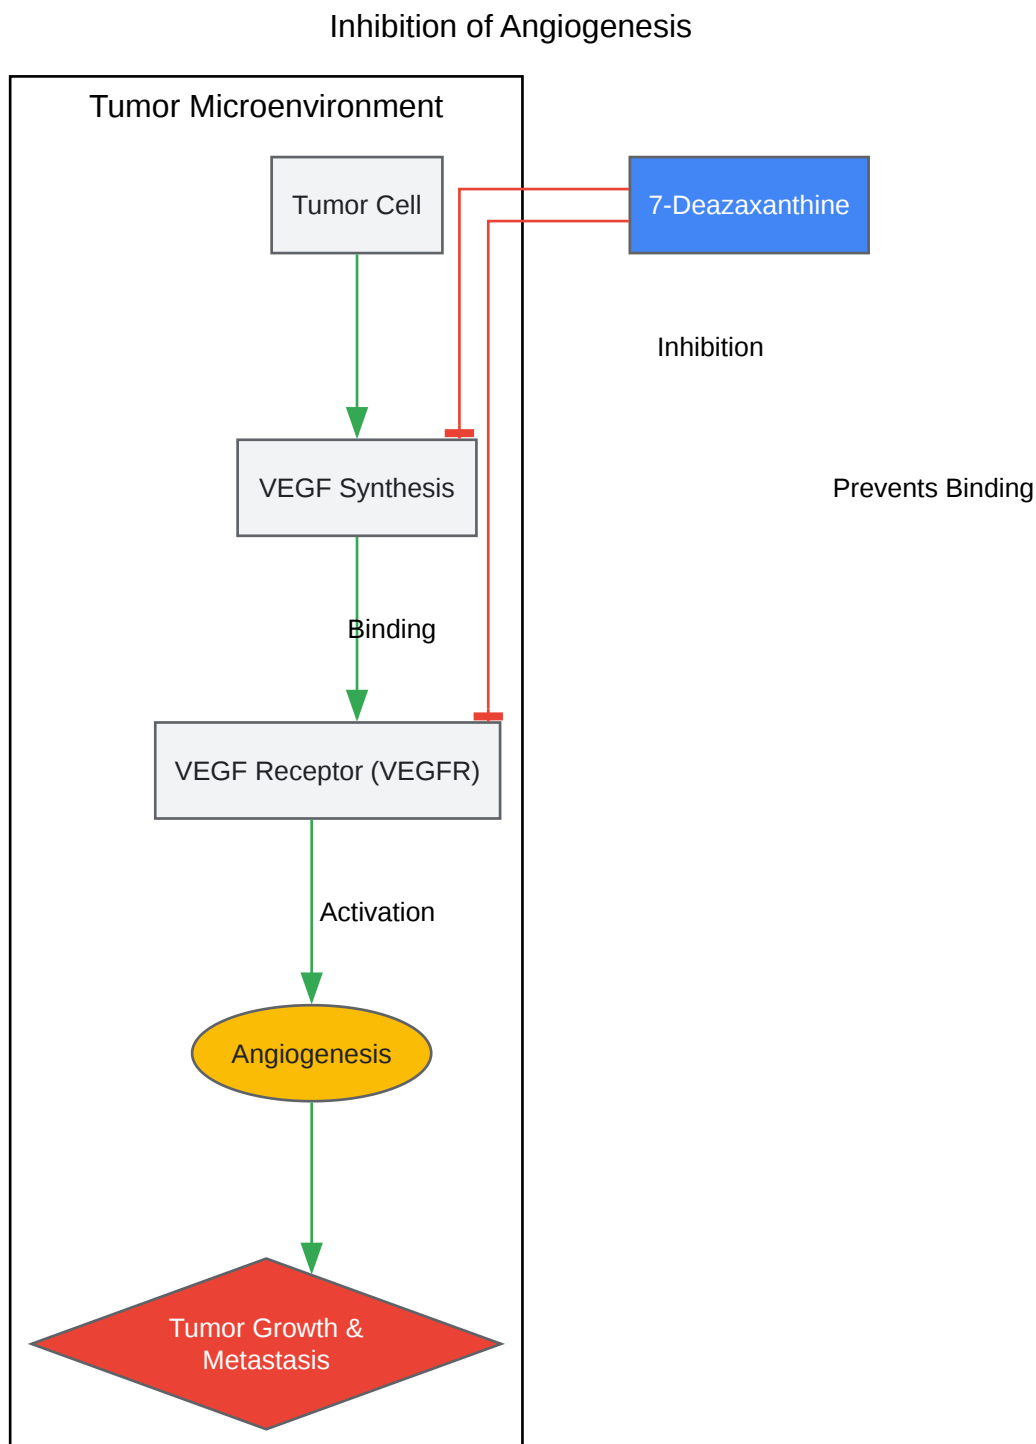 Inhibition of Angiogenesis
Tumor Microenvironment
Tumor Cell
7-Deazaxanthine
Inhibition
VEGF Synthesis
Prevents Binding
Binding
VEGF Receptor (VEGFR)
Activation
Angiogenesis
Tumor Growth &
Metastasis